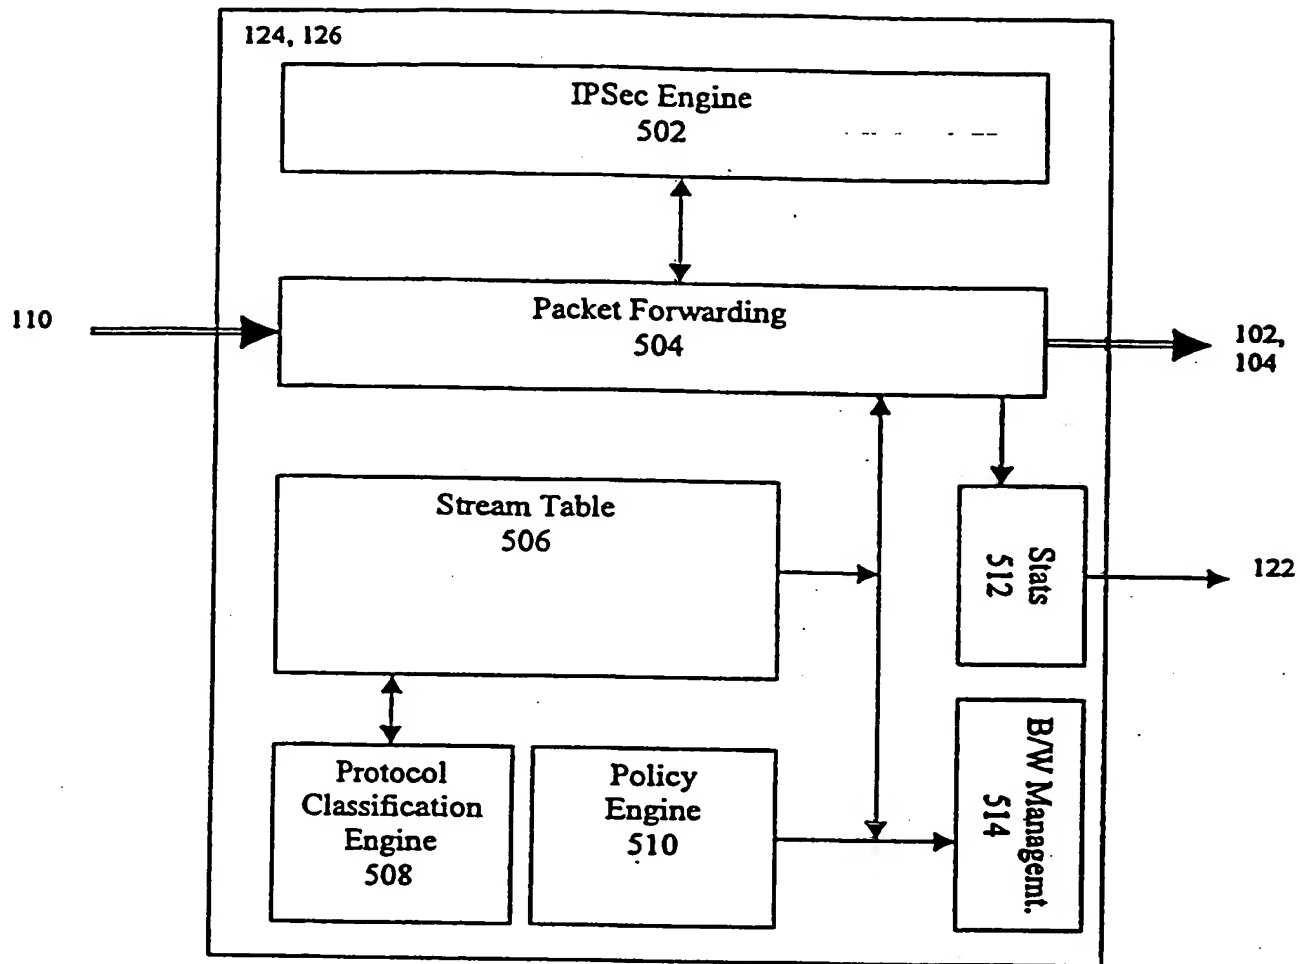 124, 126
IPSec Engine
502
Packet Forwarding
504
110
102,
104
Stream Table
506
Stats
512
122
Protocol
Classification
Engine
508
Policy
Engine
510
B/W Managemt.
514